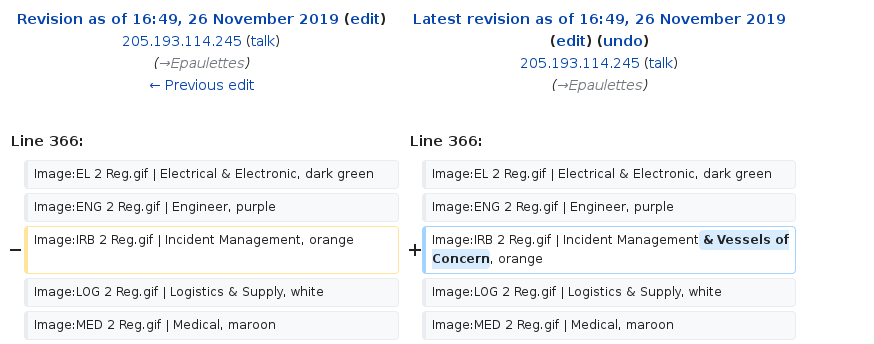 Revision as of 16:49, 26 November 2019 (edit)
205.193.114.245 (talk)
(→Epaulettes)
← Previous edit
Latest revision as of 16:49, 26 November 2019
(edit) (undo)
205.193.114.245 (talk)
(→Epaulettes)
Line 366:
Line 366:
Image:EL 2 Reg.gif | Electrical & Electronic, dark green
Image:EL 2 Reg.gif | Electrical & Electronic, dark green
Image:ENG 2 Reg.gif | Engineer, purple
Image:ENG 2 Reg.gif | Engineer, purple
− Image:IRB 2 Reg.gif | Incident Management, orange
+ Image:IRB 2 Reg.gif | Incident Management & Vessels of
Concern, orange
Image:LOG 2 Reg.gif | Logistics & Supply, white
Image:LOG 2 Reg.gif | Logistics & Supply, white
Image:MED 2 Reg.gif | Medical, maroon
Image:MED 2 Reg.gif | Medical, maroon